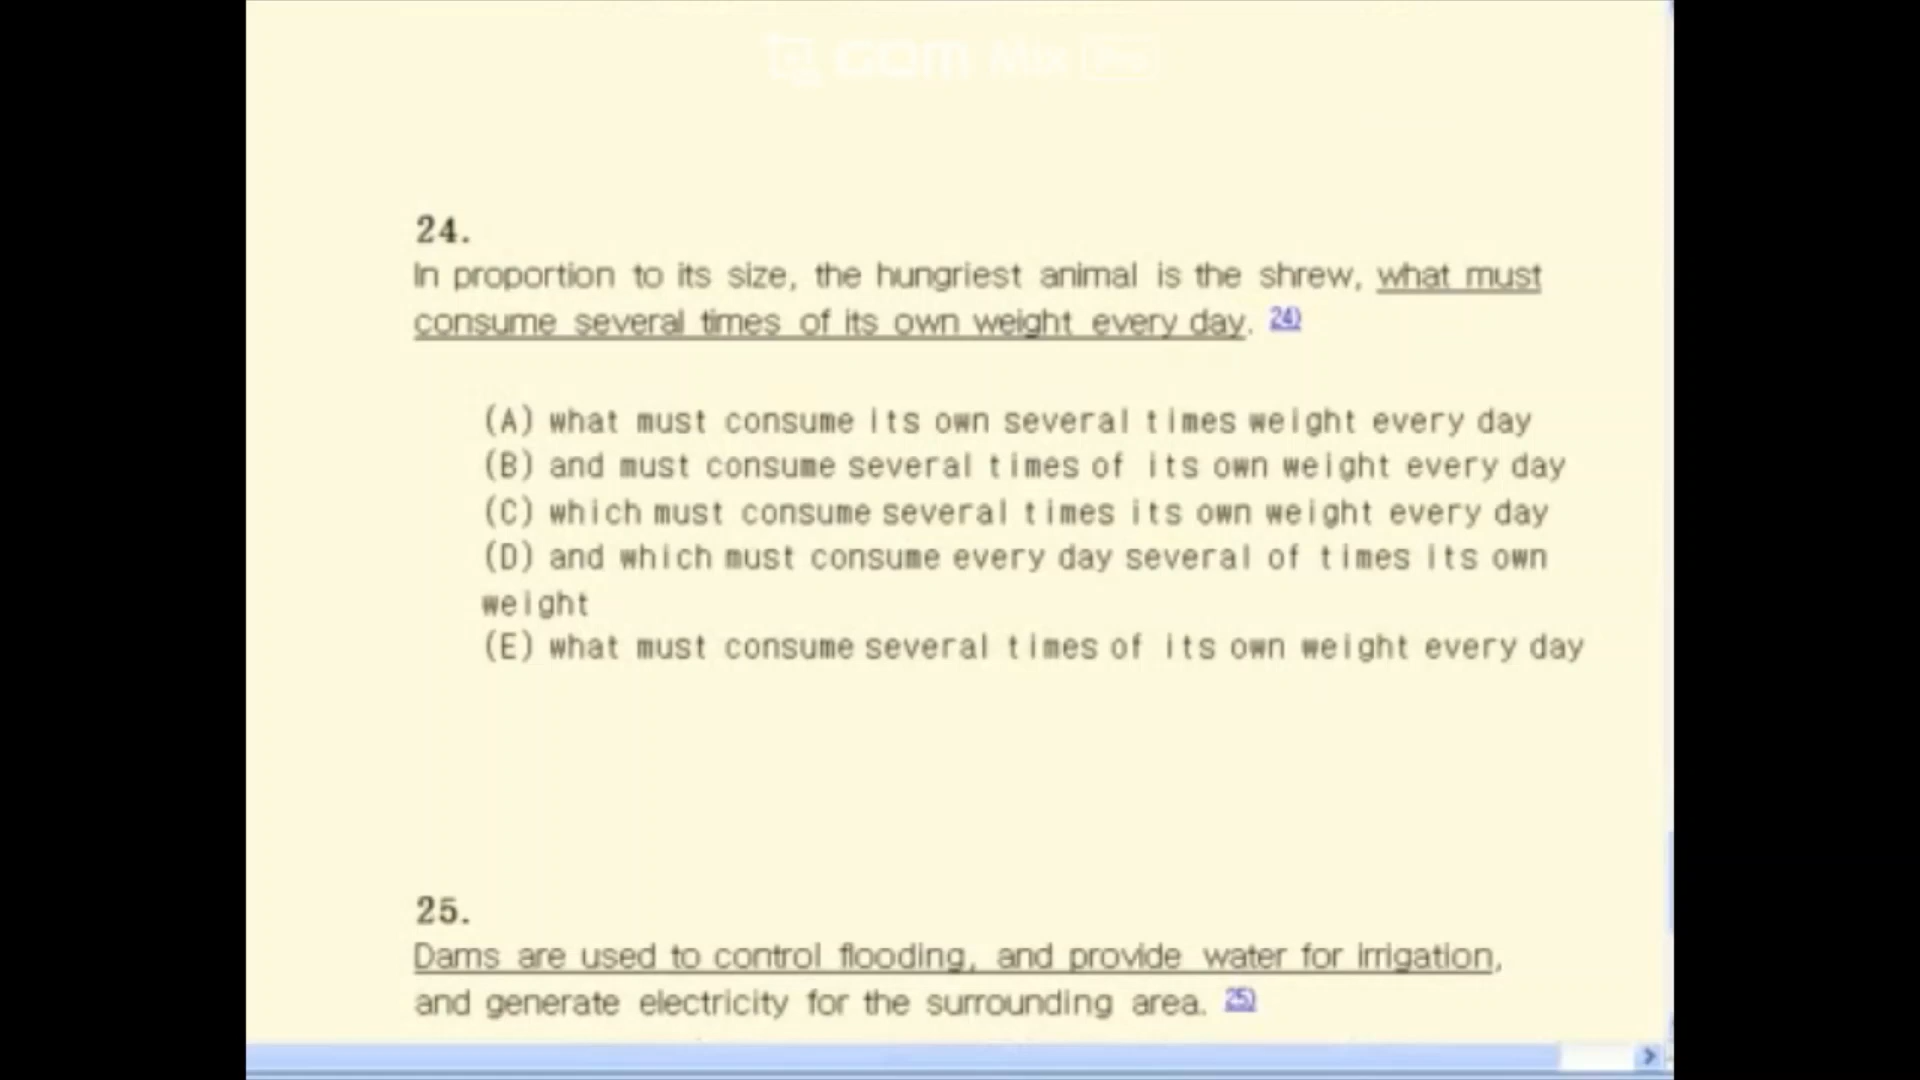 GOM Mix Pro
24.
In proportion to its size, the hungriest animal is the shrew, what must
consume several times of its own weight every day. 24)
(A) what must consume its own several times weight every day
(B) and must consume several times of its own weight every day
(C) which must consume several times its own weight every day
(D) and which must consume every day several of times its own
weight
(E) what must consume several times of its own weight every day
25.
Dams are used to control flooding, and provide water for irrigation,
and generate electricity for the surrounding area. 25)